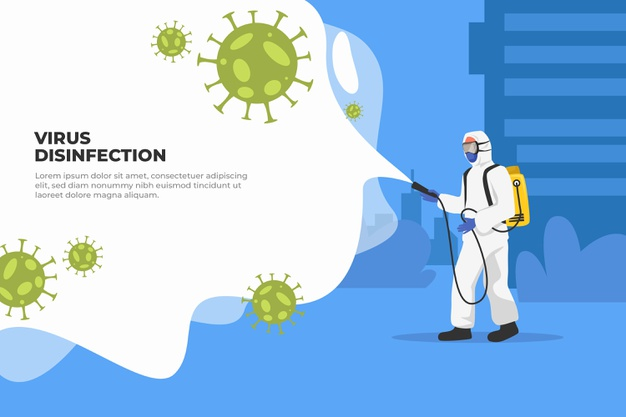 VIRUS
DISINFECTION
Lorem ipsum dolor sit amet, consectetuer adipiscing
elit, sed diam nonummy nibh euismod tincidunt ut
laoreet dolore magna aliquam.